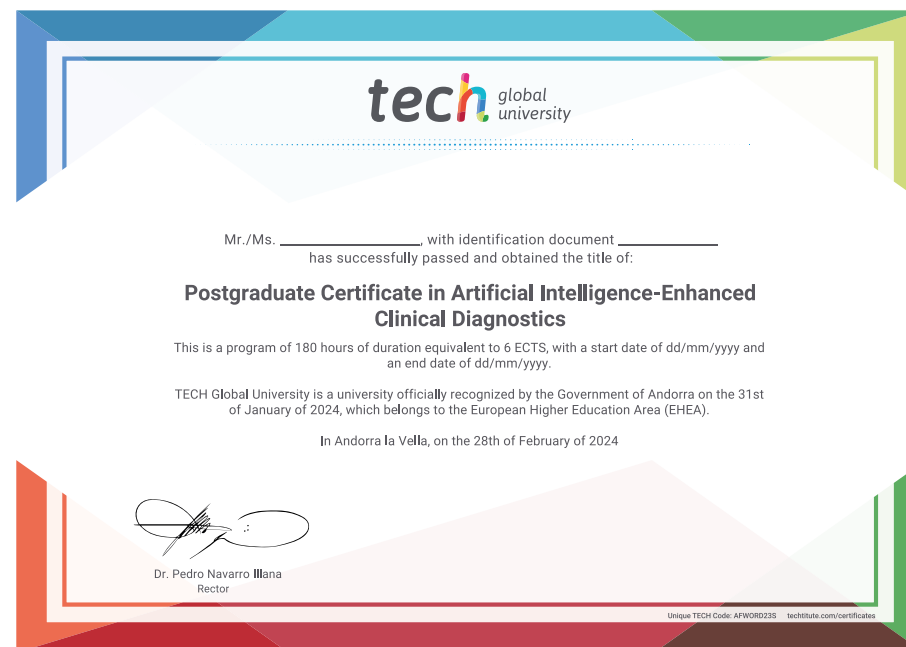 tech global
university
Mr./Ms. ____________, with identification document ____________
has successfully passed and obtained the title of:
Postgraduate Certificate in Artificial Intelligence-Enhanced
Clinical Diagnostics
This is a program of 180 hours of duration equivalent to 6 ECTS, with a start date of dd/mm/yyyy and
an end date of dd/mm/yyyy.
TECH Global University is a university officially recognized by the Government of Andorra on the 31st
of January of 2024, which belongs to the European Higher Education Area (EHEA).
In Andorra la Vella, on the 28th of February of 2024
Dr. Pedro Navarro Illana
Rector
Unique TECH Code: AFWORD23S techtitute.com/certificates